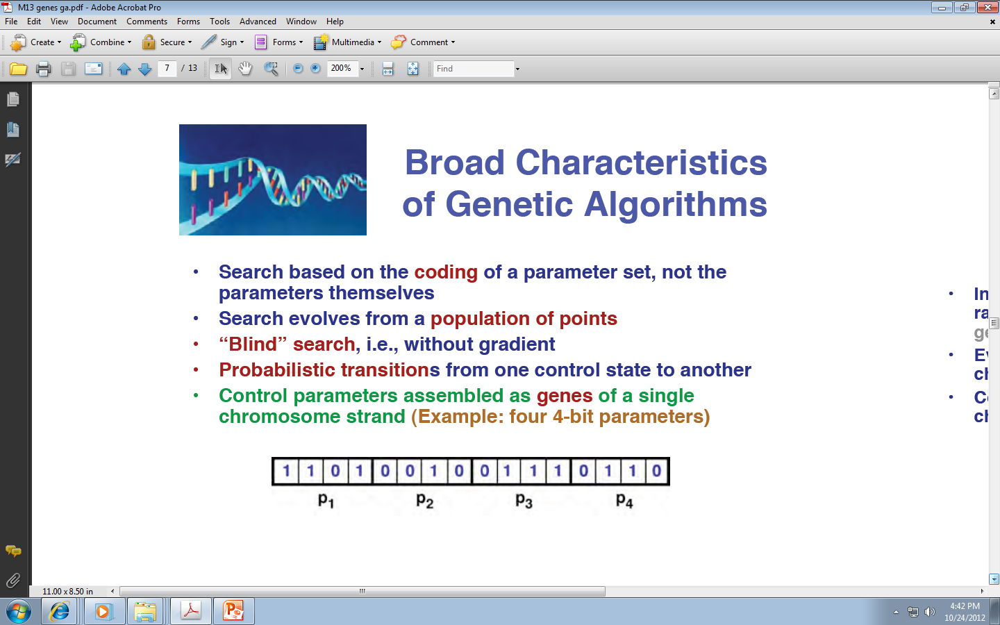 M13 genes ga.pdf - Adobe Acrobat Pro
File Edit View Document Comments Forms Tools Advanced Window Help
Create Combine Secure Sign Forms Multimedia Comment
7 / 13 200% Find
Broad Characteristics
of Genetic Algorithms
• Search based on the coding of a parameter set, not the
parameters themselves
• Search evolves from a population of points
• “Blind” search, i.e., without gradient
• Probabilistic transitions from one control state to another
• Control parameters assembled as genes of a single
chromosome strand (Example: four 4-bit parameters)
1 1 0 1 0 0 1 0 0 1 1 1 0 1 1 0
p1 p2 p3 p4
11.00 x 8.50 in
4:42 PM
10/24/2012